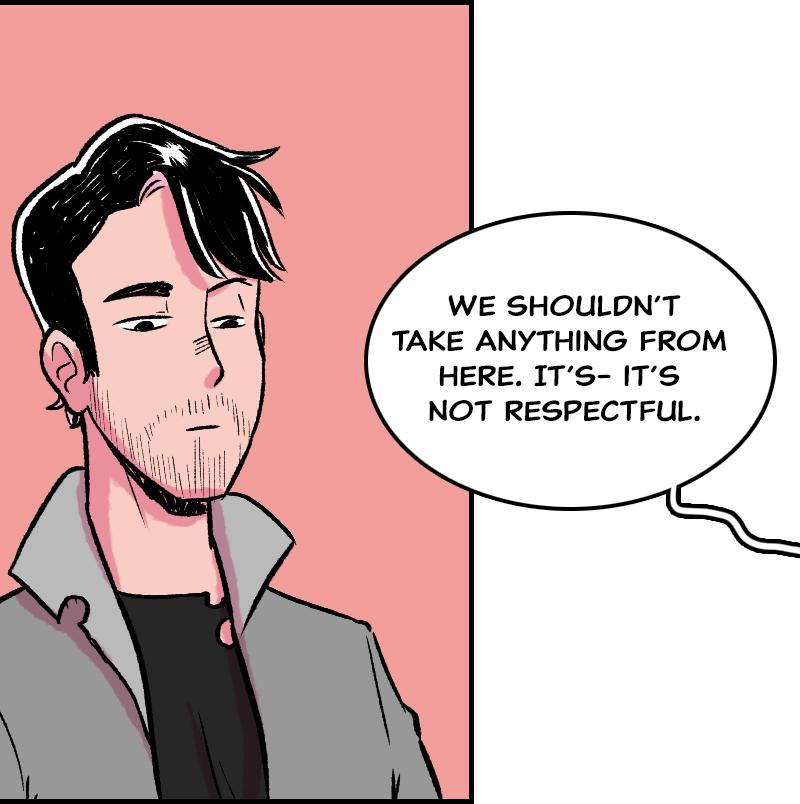 WE SHOULDN'T
TAKE ANYTHING FROM
HERE. IT'S- IT'S
NOT RESPECTFUL.